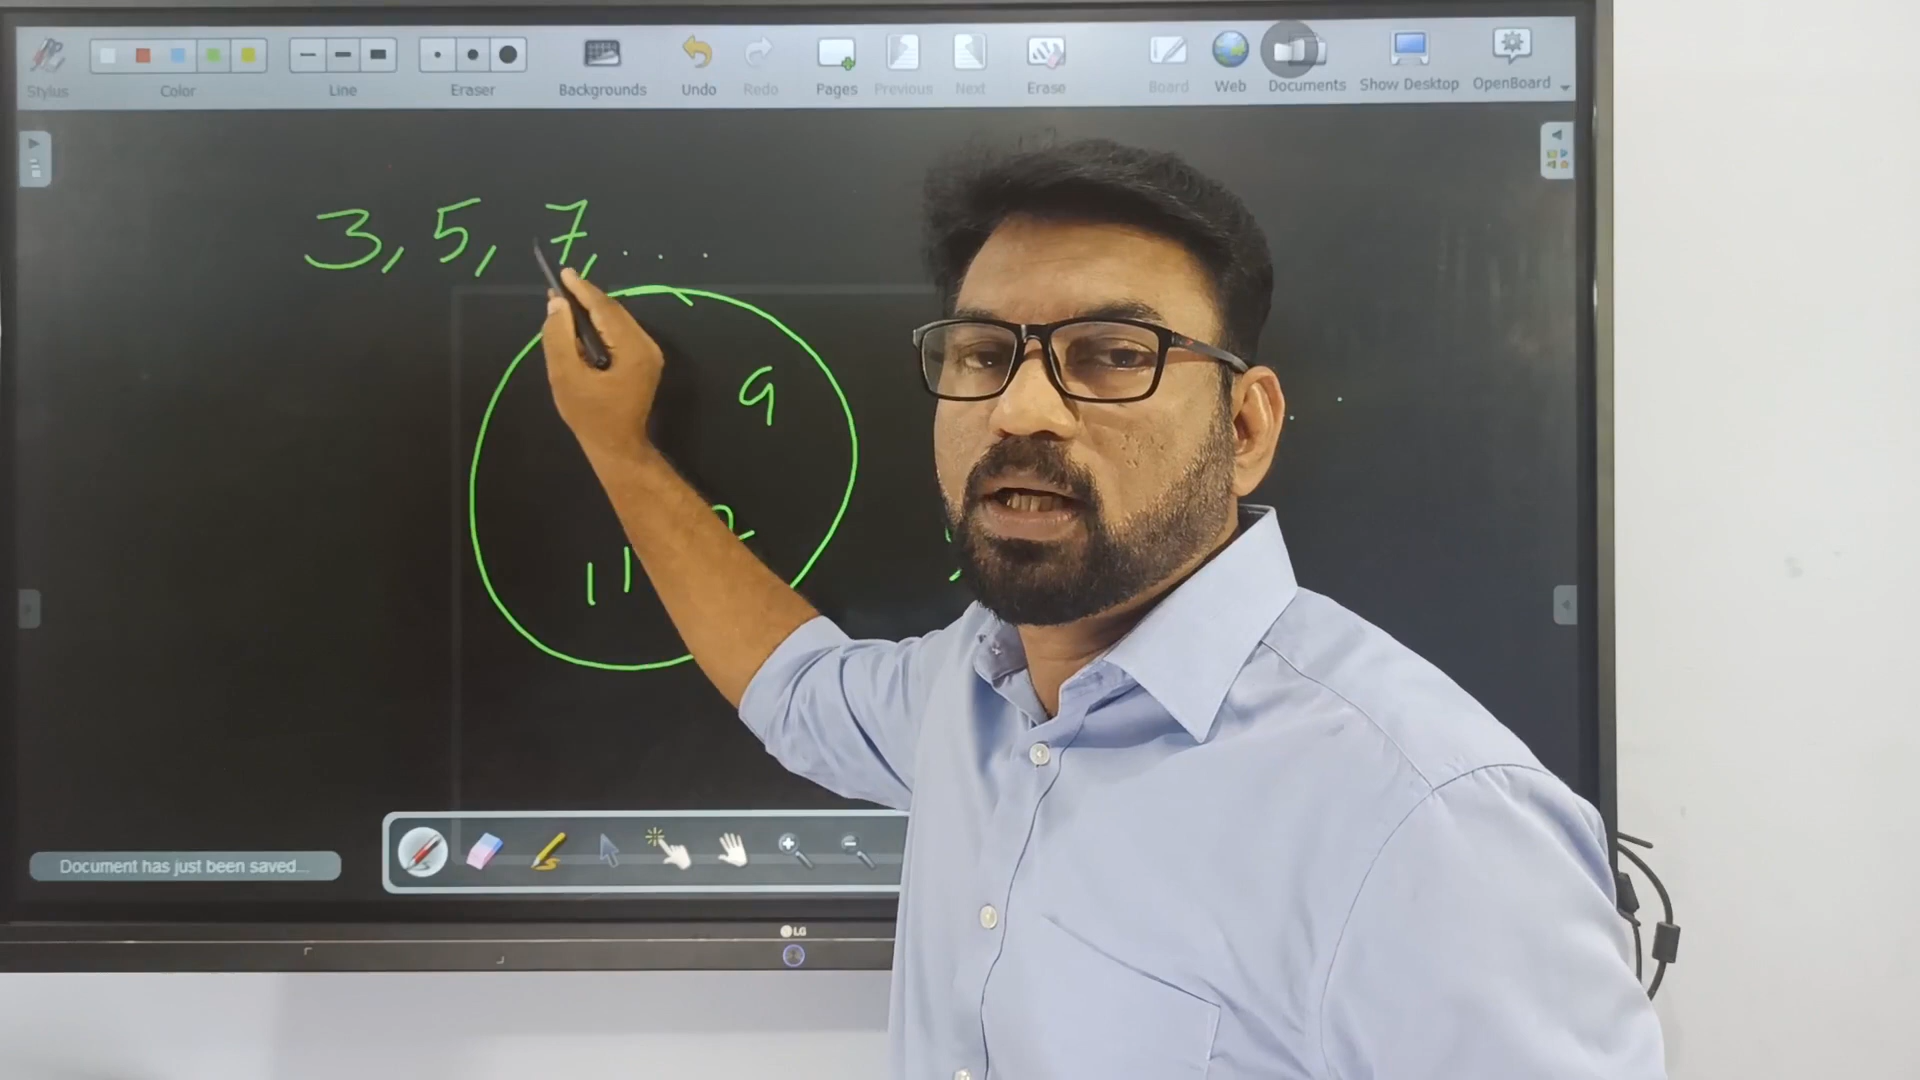 Stylus Color Line Eraser Backgrounds Undo Redo Pages Previous Next Erase Board Web Documents Show Desktop OpenBoard
3, 5, 7, . . .
9
2
11
Document has just been saved...
LG